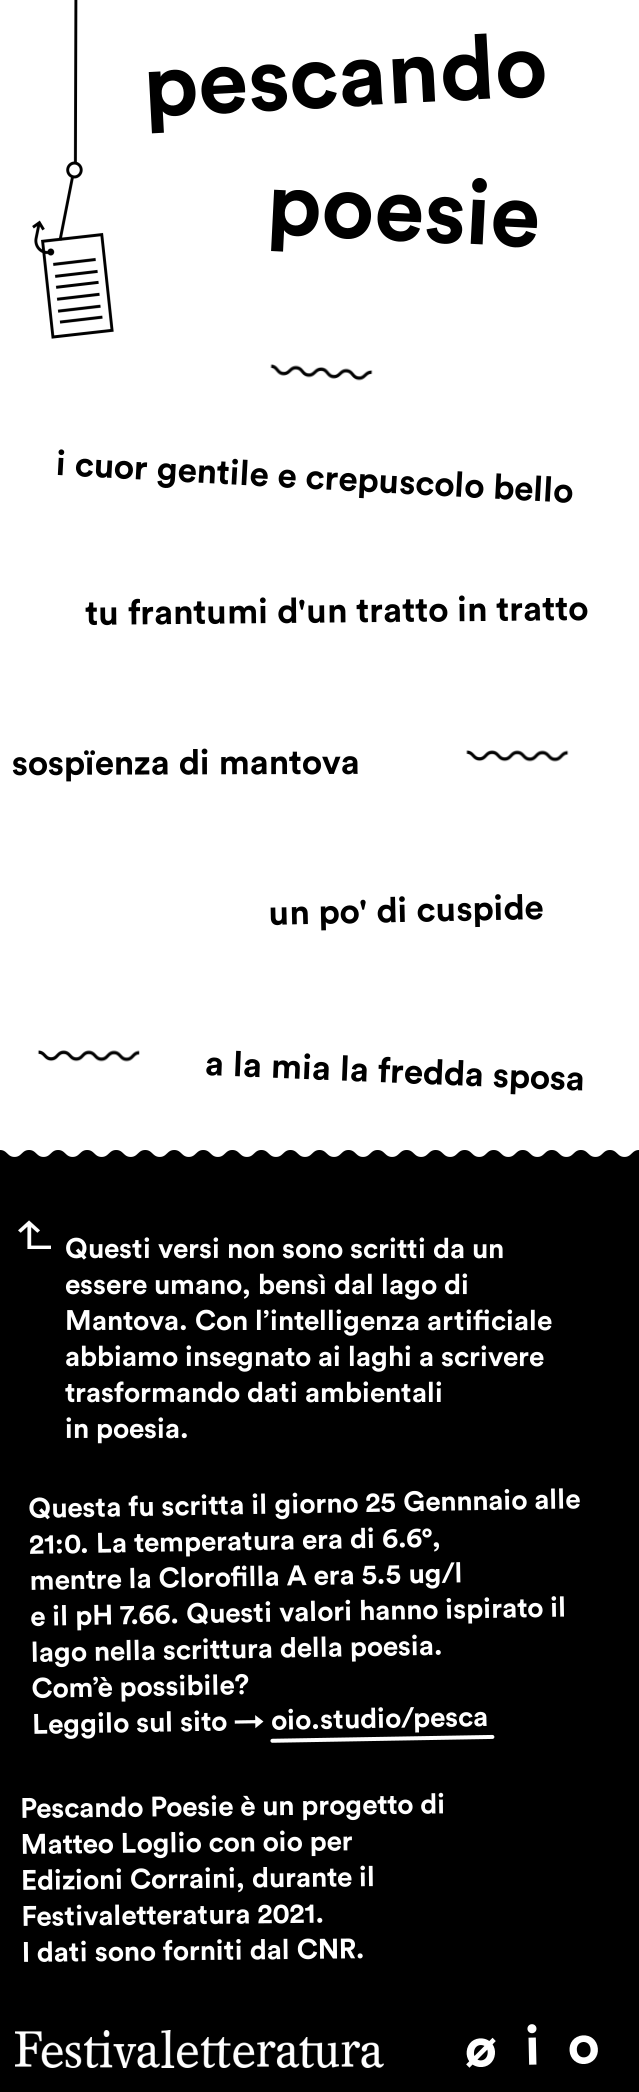 pescando
poesie
i cuor gentile e crepuscolo bello
tu frantumi d'un tratto in tratto
sospïenza di mantova
un po' di cuspide
a la mia la fredda sposa
Questi versi non sono scritti da un
essere umano, bensì dal lago di
Mantova. Con l’intelligenza artificiale
abbiamo insegnato ai laghi a scrivere
trasformando dati ambientali
in poesia.
Questa fu scritta il giorno 25 Gennnaio alle
21:0. La temperatura era di 6.6°,
mentre la Clorofilla A era 5.5 ug/l
e il pH 7.66. Questi valori hanno ispirato il
lago nella scrittura della poesia.
Com’è possibile?
Leggilo sul sito → oio.studio/pesca
Pescando Poesie è un progetto di
Matteo Loglio con oio per
Edizioni Corraini, durante il
Festivaletteratura 2021.
I dati sono forniti dal CNR.
Festivaletteratura ø i o